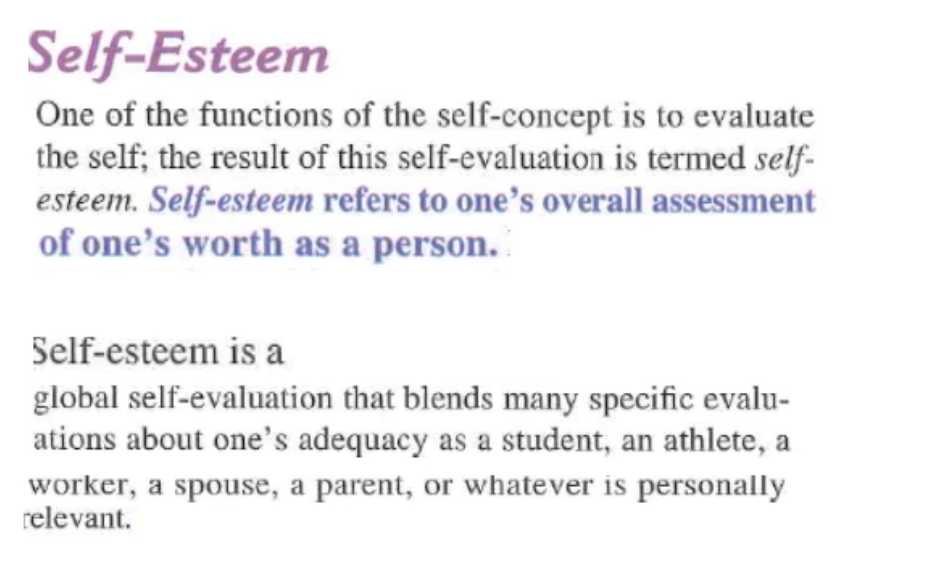 Self-Esteem
One of the functions of the self-concept is to evaluate
the self; the result of this self-evaluation is termed self-
esteem. Self-esteem refers to one's overall assessment
of one's worth as a person.
Self-esteem is a
global self-evaluation that blends many specific evalu-
ations about one's adequacy as a student, an athlete, a
worker, a spouse, a parent, or whatever is personally
relevant.